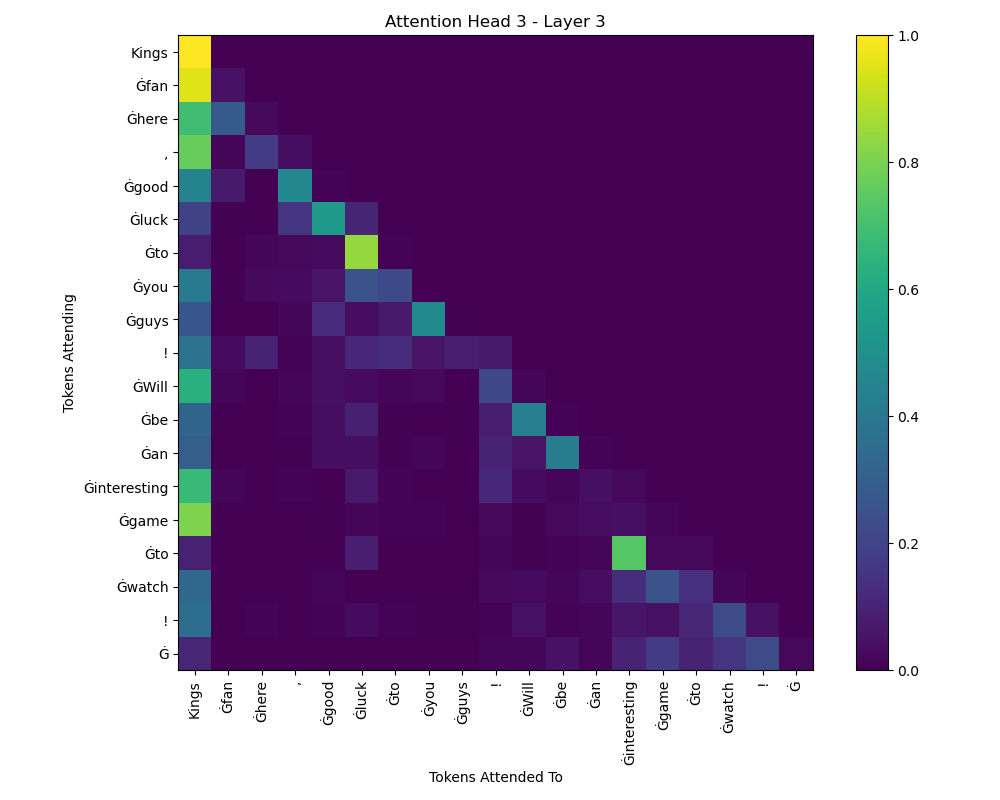 Attention Head 3 - Layer 3
Tokens Attending
Kings
Ġfan
Ġhere
,
Ġgood
Ġluck
Ġto
Ġyou
Ġguys
!
ĠWill
Ġbe
Ġan
Ġinteresting
Ġgame
Ġto
Ġwatch
!
Ġ
Kings
Ġfan
Ġhere
,
Ġgood
Ġluck
Ġto
Ġyou
Ġguys
!
ĠWill
Ġbe
Ġan
Ġinteresting
Ġgame
Ġto
Ġwatch
!
Ġ
Tokens Attended To
1.0
0.8
0.6
0.4
0.2
0.0